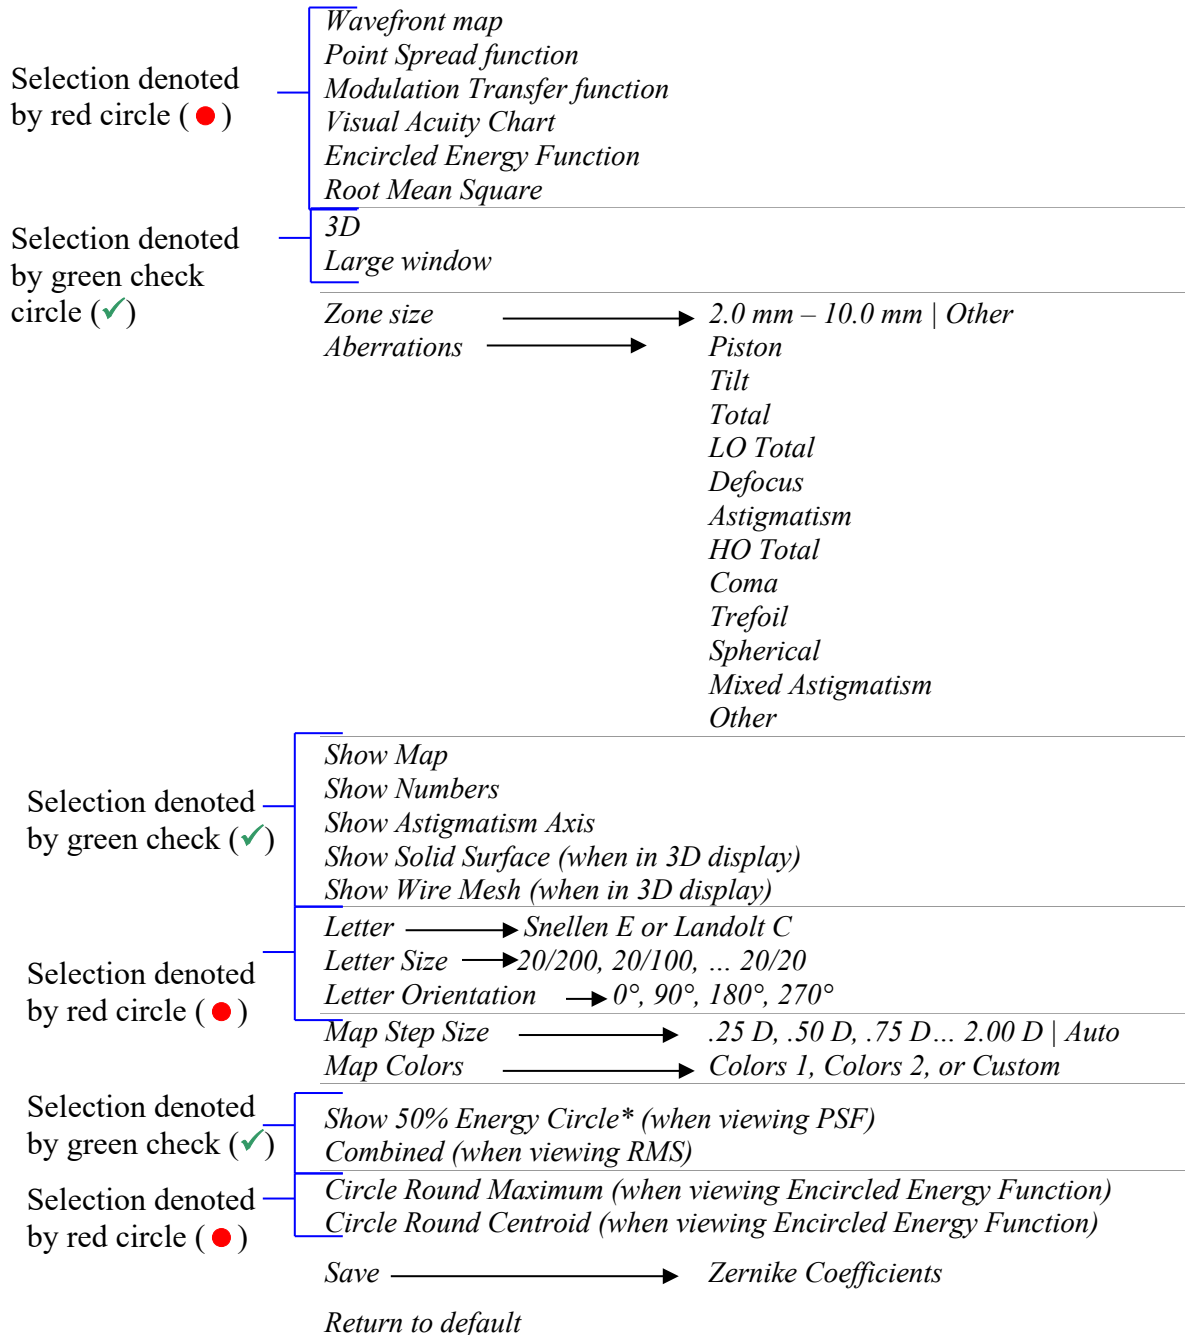 Wavefront map
Point Spread function
Selection denoted
by red circle ( ● )
Modulation Transfer function
Visual Acuity Chart
Encircled Energy Function
Root Mean Square
Selection denoted
by green check
circle (✓)
3D
Large window
Zone size 2.0 mm – 10.0 mm | Other
Aberrations Piston
Tilt
Total
LO Total
Defocus
Astigmatism
HO Total
Coma
Trefoil
Spherical
Mixed Astigmatism
Other
Selection denoted
by green check (✓)
Show Map
Show Numbers
Show Astigmatism Axis
Show Solid Surface (when in 3D display)
Show Wire Mesh (when in 3D display)
Selection denoted
by red circle ( ● )
Letter Snellen E or Landolt C
Letter Size 20/200, 20/100, … 20/20
Letter Orientation 0°, 90°, 180°, 270°
Map Step Size .25 D, .50 D, .75 D… 2.00 D | Auto
Map Colors Colors 1, Colors 2, or Custom
Selection denoted
by green check (✓)
Show 50% Energy Circle* (when viewing PSF)
Combined (when viewing RMS)
Selection denoted
by red circle ( ● )
Circle Round Maximum (when viewing Encircled Energy Function)
Circle Round Centroid (when viewing Encircled Energy Function)
Save Zernike Coefficients
Return to default